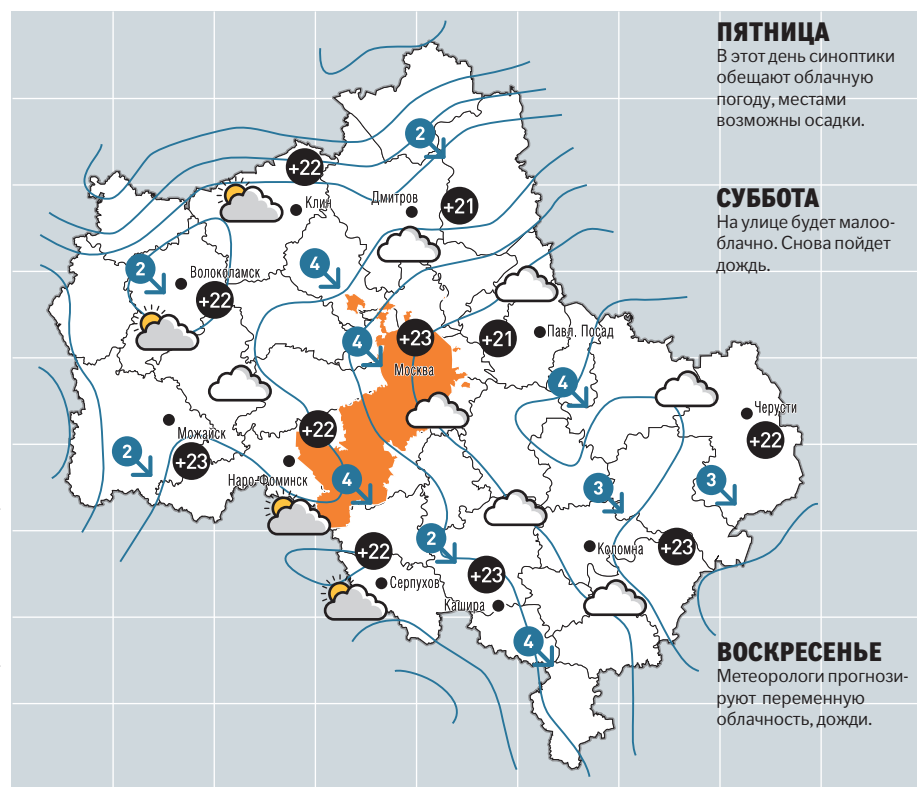 ПЯТНИЦА
В этот день синоптики
обещают облачную
погоду, местами
возможны осадки.
СУББОТА
На улице будет мало-
облачно. Снова пойдет
дождь.
ВОСКРЕСЕНЬЕ
Метеорологи прогнози-
руют переменную
облачность, дожди.
2
+22
Клин
Дмитров
+21
2
Волоколамск
4
+22
4
+23
+21
Павл. Посад
Москва
4
Черусти
+22
Можайск
+22
2
+23
Наро-Фоминск
4
3
3
2
+22
Коломна
+23
Серпухов
+23
Кашира
4